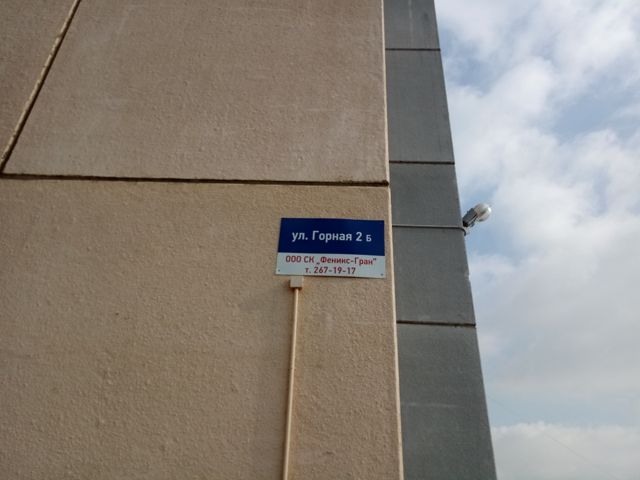 ул. Горная 2 Б
ООО СК „Феникс-Гран"
т. 267-19-17